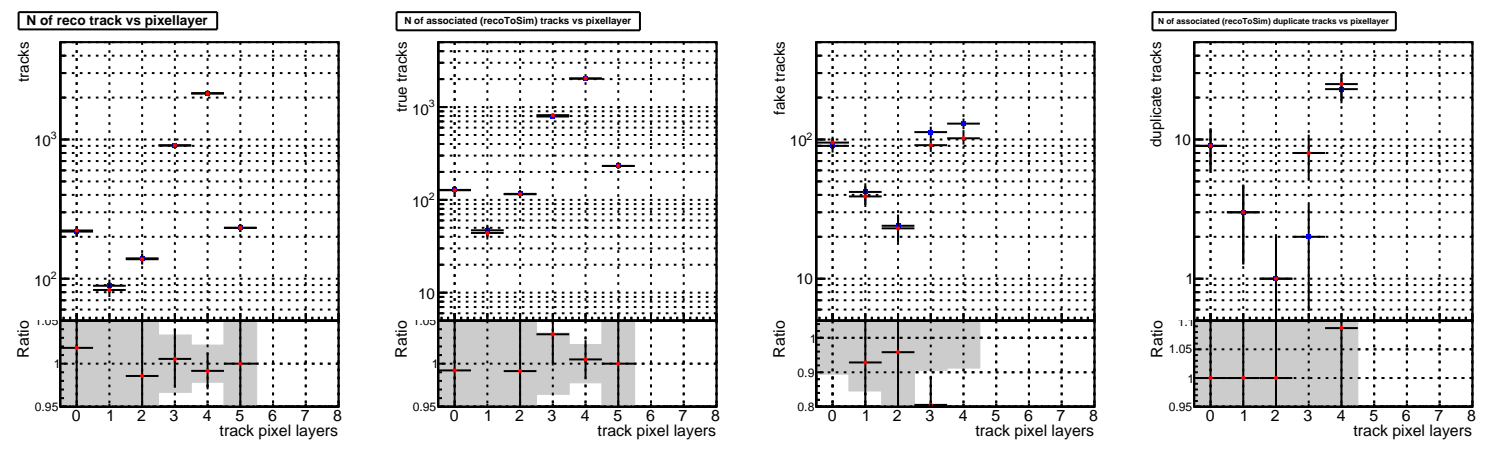 N of reco track vs pixellayer
tracks
10³
10²
Ratio
1.05
1
0.95
0 1 2 3 4 5 6 7 8
track pixel layers
N of associated (recoToSim) tracks vs pixellayer
true tracks
10³
10²
10
Ratio
1.05
1
0.95
0 1 2 3 4 5 6 7 8
track pixel layers
fake tracks
10²
10
Ratio
1
0.9
0.8
0 1 2 3 4 5 6 7 8
track pixel layers
N of associated (recoToSim) duplicate tracks vs pixellayer
duplicate tracks
10
1
Ratio
1.1
1.05
1
0.95
0 1 2 3 4 5 6 7 8
track pixel layers